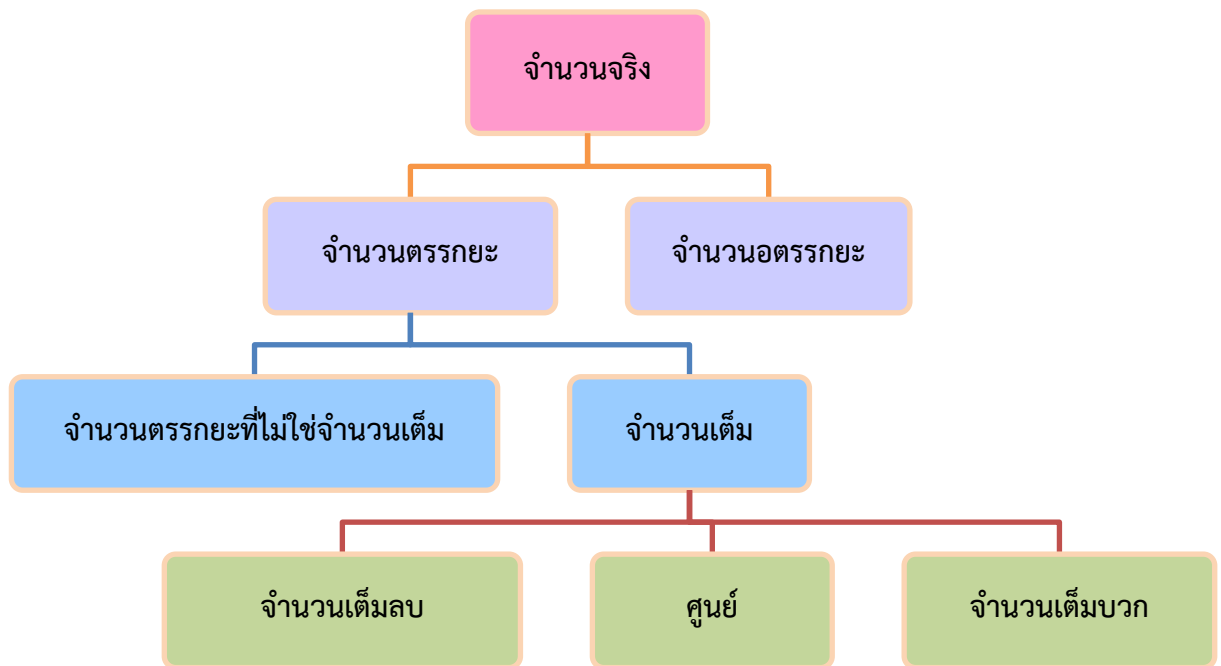 จำนวนจริง
จำนวนตรรกยะ
จำนวนอตรรกยะ
จำนวนตรรกยะที่ไม่ใช่จำนวนเต็ม
จำนวนเต็ม
จำนวนเต็มลบ
ศูนย์
จำนวนเต็มบวก